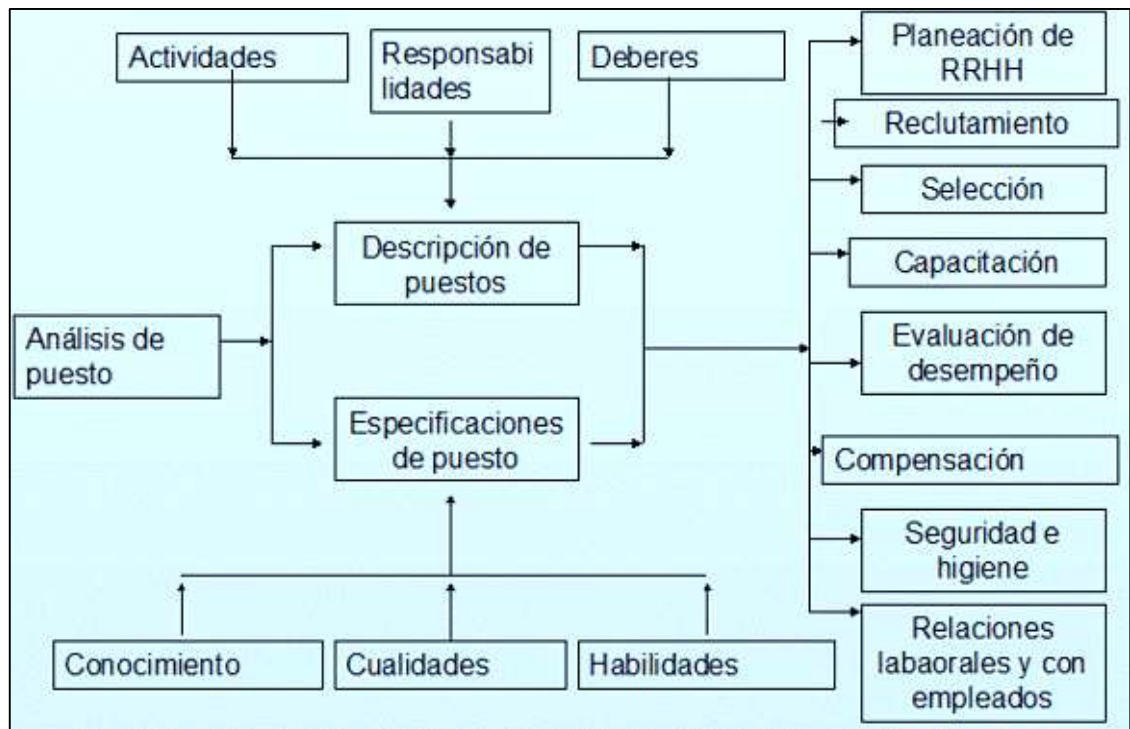 Actividades
Responsabi
lidades
Deberes
Descripción de
puestos
Análisis de
puesto
Especificaciones
de puesto
Conocimiento
Cualidades
Habilidades
Planeación de
RRHH
Reclutamiento
Selección
Capacitación
Evaluación de
desempeño
Compensación
Seguridad e
higiene
Relaciones
labaorales y con
empleados